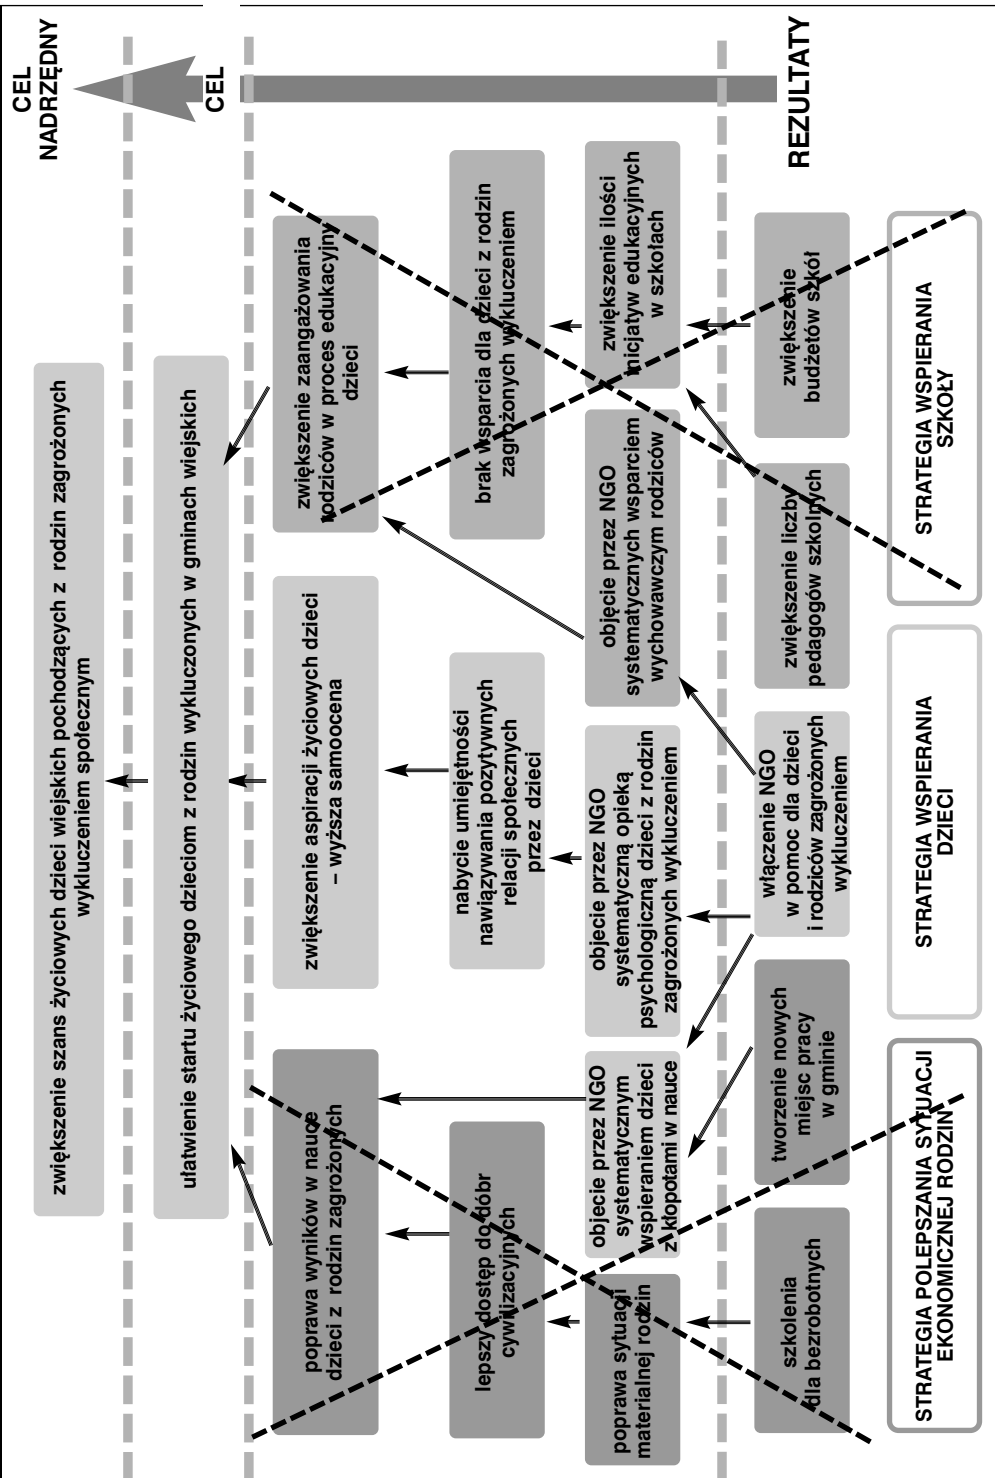 CEL
NADRZĘDNY
zwiększenie szans życiowych dzieci wiejskich pochodzących z rodzin zagrożonych
wykluczeniem społecznym
CEL
ułatwienie startu życiowego dzieciom z rodzin wykluczonych w gminach wiejskich
poprawa wyników w nauce
dzieci z rodzin zagrożonych
zwiększenie aspiracji życiowych dzieci
– wyższa samoocena
zwiększenie zaangażowania
rodziców w proces edukacyjny
dzieci
lepszy dostęp do dóbr
cywilizacyjnych
nabycie umiejętności
nawiązywania pozytywnych
relacji społecznych
przez dzieci
brak wsparcia dla dzieci z rodzin
zagrożonych wykluczeniem
poprawa sytuacji
materialnej rodzin
objecie przez NGO
systematycznym
wspieraniem dzieci
z kłopotami w nauce
objecie przez NGO
systematyczną opieką
psychologiczną dzieci z rodzin
zagrożonych wykluczeniem
objęcie przez NGO
systematycznych wsparciem
wychowawczym rodziców
zwiększenie ilości
inicjatyw edukacyjnych
w szkołach
REZULTATY
szkolenia
dla bezrobotnych
tworzenie nowych
miejsc pracy
w gminie
włączenie NGO
w pomoc dla dzieci
i rodziców zagrożonych
wykluczeniem
zwiększenie liczby
pedagogów szkolnych
zwiększenie
budżetów szkół
STRATEGIA POLEPSZANIA SYTUACJI
EKONOMICZNEJ RODZIN
STRATEGIA WSPIERANIA
DZIECI
STRATEGIA WSPIERANIA
SZKOŁY